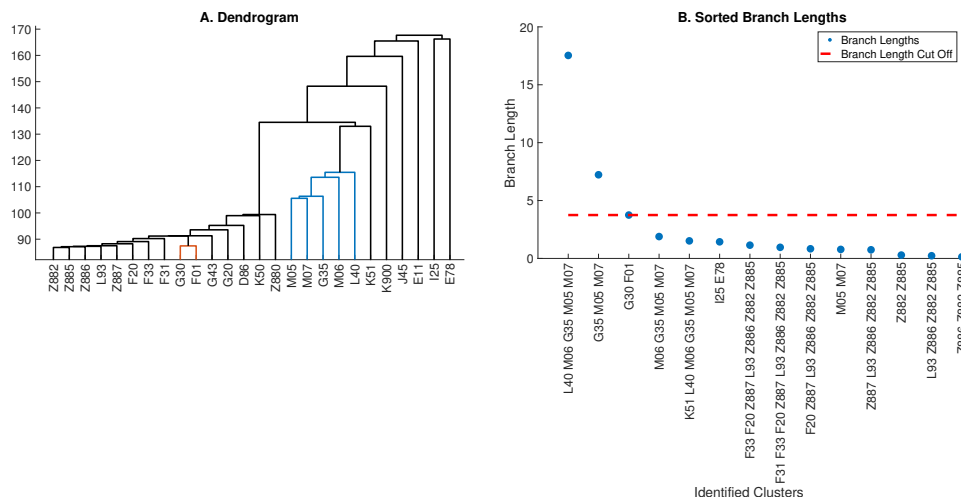 A. Dendrogram
170
160
150
140
130
120
110
100
90
Z882
Z885
Z886
L93
Z887
F20
F33
F31
G30
F01
G43
G20
D86
K50
Z880
M05
M07
G35
M06
L40
K51
K900
J45
E11
I25
E78
B. Sorted Branch Lengths
Branch Lengths
Branch Length Cut Off
Branch Length
20
15
10
5
0
L40 M06 G35 M05 M07
G35 M05 M07
G30 F01
M06 G35 M05 M07
K51 L40 M06 G35 M05 M07
I25 E78
F33 F20 Z887 L93 Z886 Z882 Z885
F31 F33 F20 Z887 L93 Z886 Z882 Z885
F20 Z887 L93 Z886 Z882 Z885
M05 M07
Z887 L93 Z886 Z882 Z885
Z882 Z885
L93 Z886 Z882 Z885
Z886 Z882 Z885
Identified Clusters